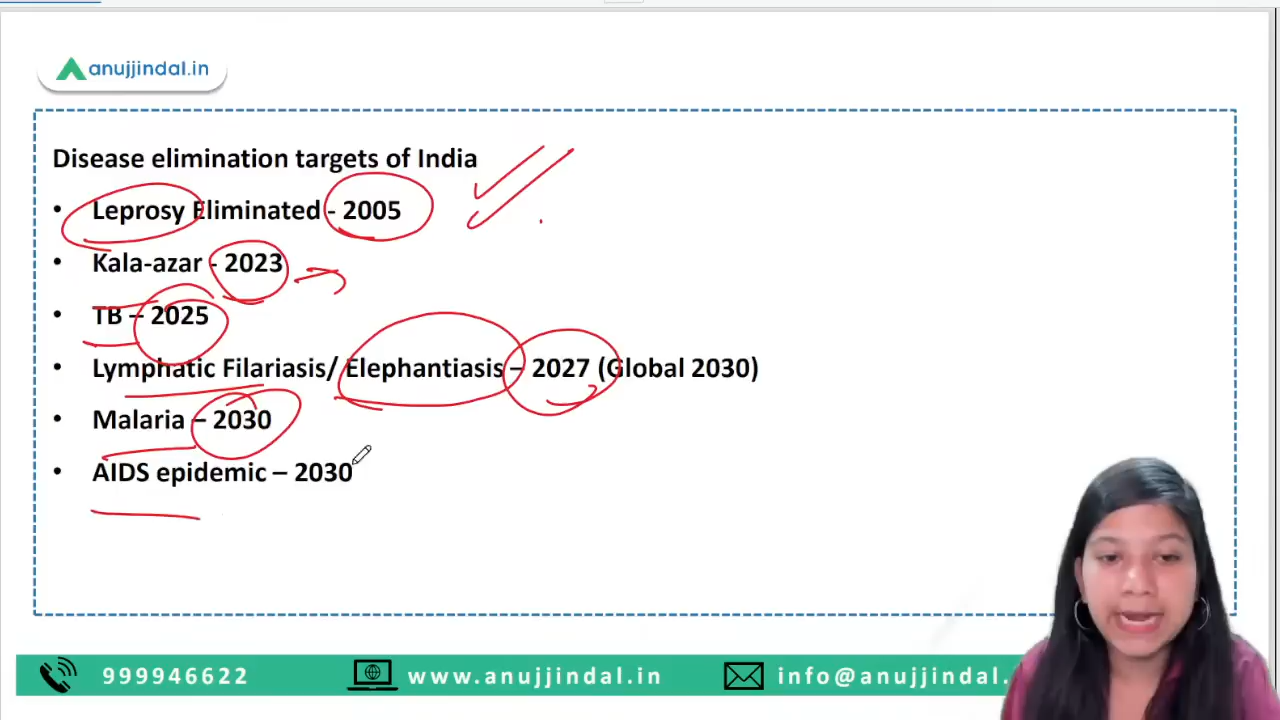 anujjindal.in
Disease elimination targets of India
• Leprosy Eliminated - 2005
• Kala-azar - 2023
• TB – 2025
• Lymphatic Filariasis/ Elephantiasis – 2027 (Global 2030)
• Malaria – 2030
• AIDS epidemic – 2030
999946622 www.anujjindal.in info@anujjindal.